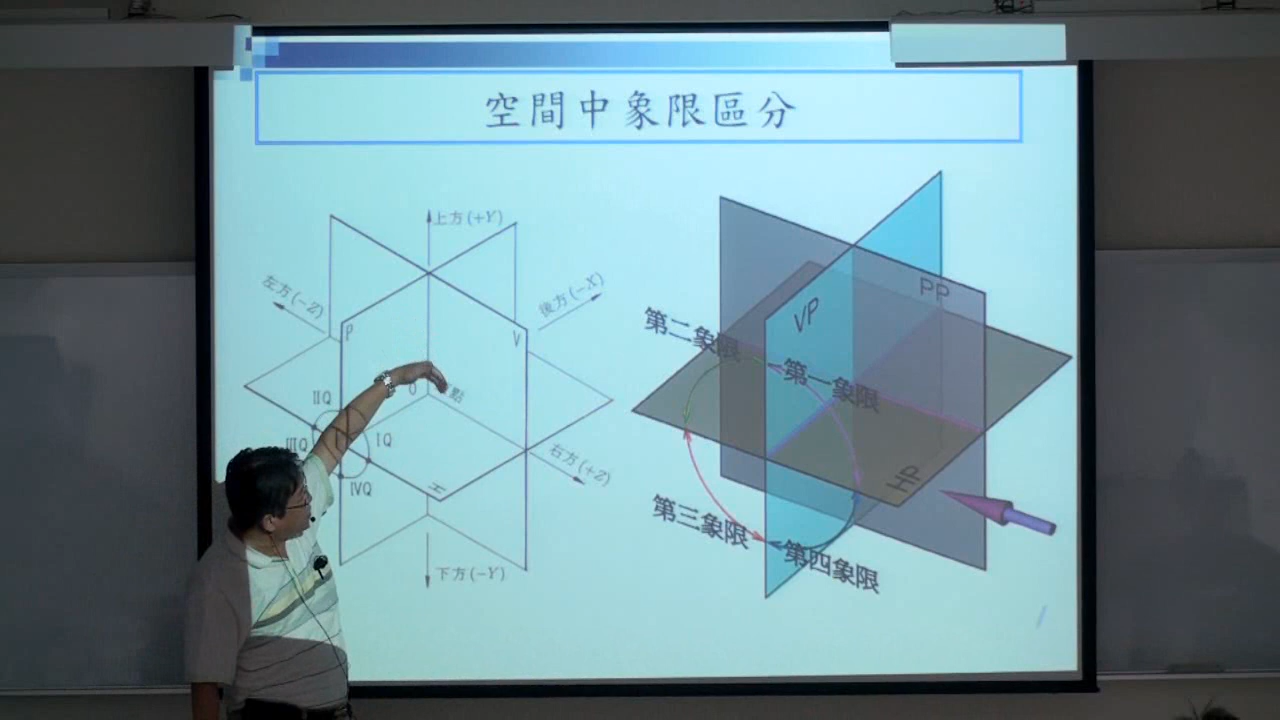 空間中象限區分
上方(+Y)
左方(-Z)
後方(-X)
P
V
O
點
IIQ
IQ
IIIQ
IVQ
H
右方(+Z)
下方(-Y)
PP
VP
第二象限
第一象限
HP
第三象限
第四象限